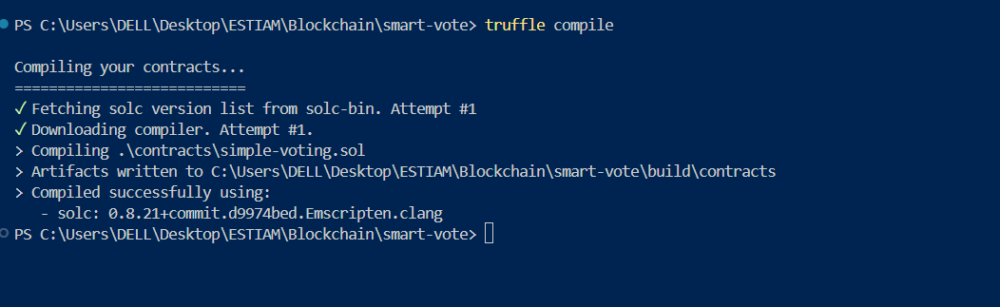 PS C:\Users\DELL\Desktop\ESTIAM\Blockchain\smart-vote> truffle compile
Compiling your contracts...
===========================
✓ Fetching solc version list from solc-bin. Attempt #1
✓ Downloading compiler. Attempt #1.
> Compiling .\contracts\simple-voting.sol
> Artifacts written to C:\Users\DELL\Desktop\ESTIAM\Blockchain\smart-vote\build\contracts
> Compiled successfully using:
- solc: 0.8.21+commit.d9974bed.Emscripten.clang
PS C:\Users\DELL\Desktop\ESTIAM\Blockchain\smart-vote>